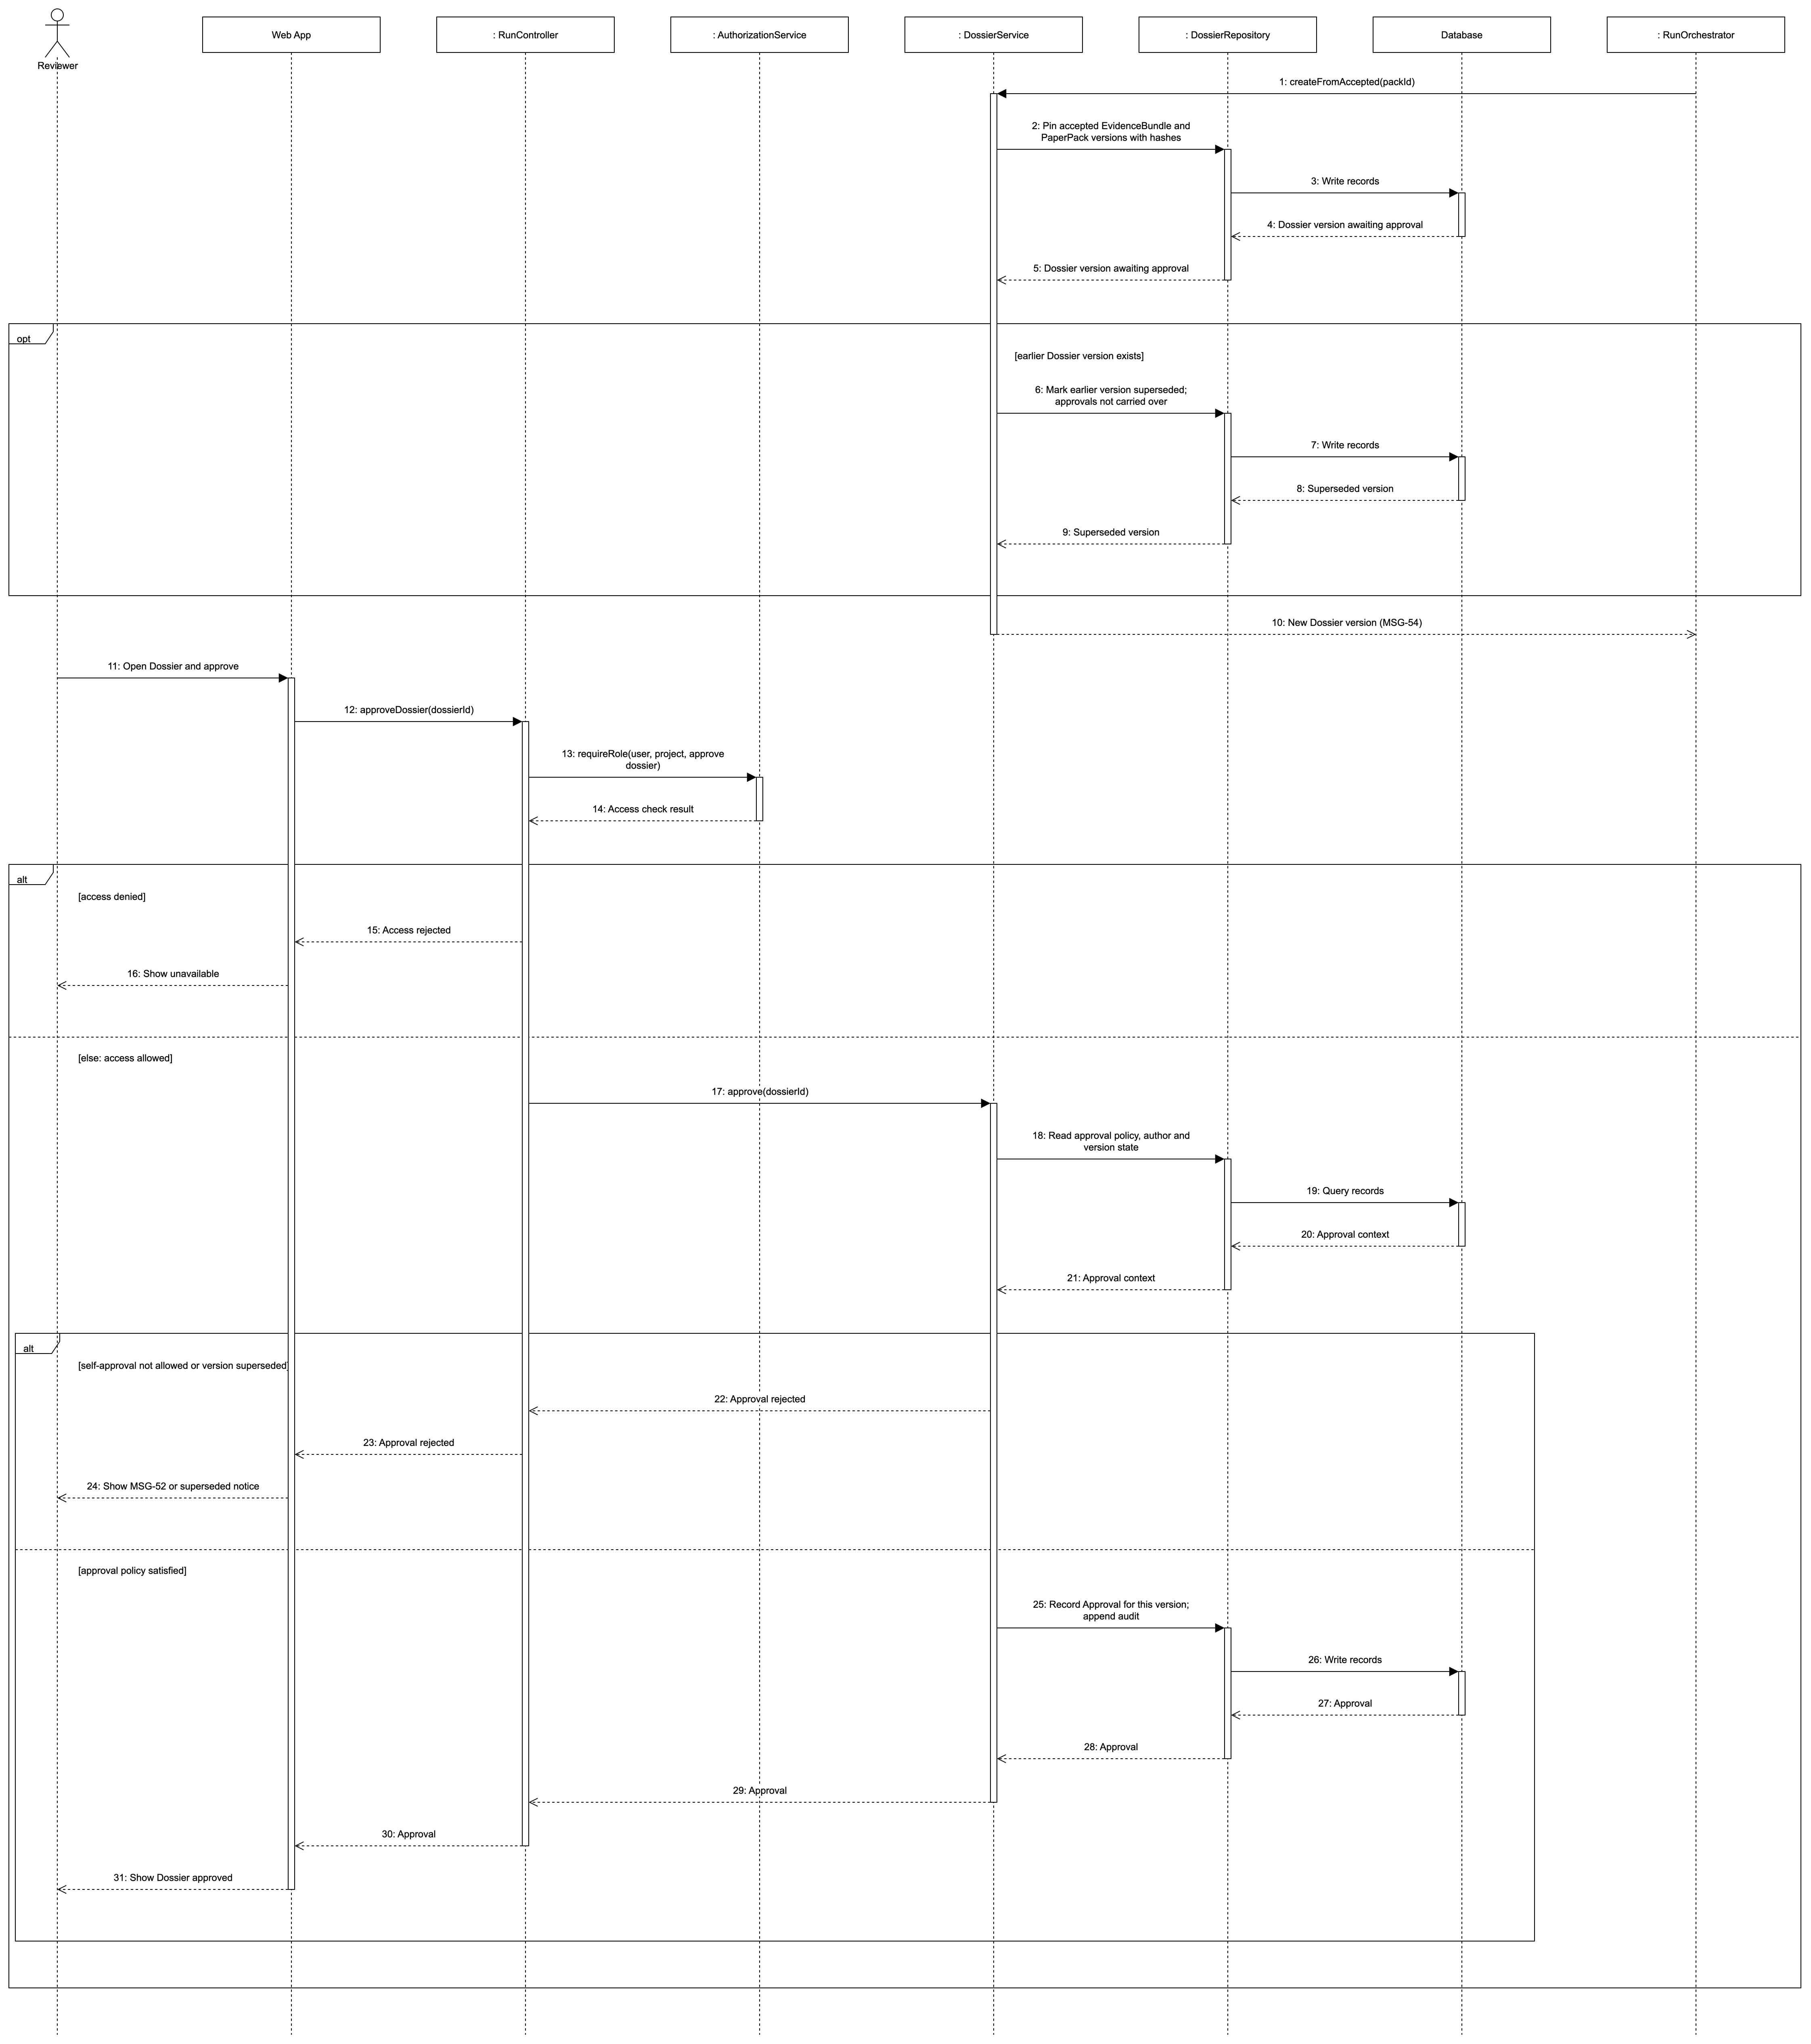 Reviewer
Web App
: RunController
: AuthorizationService
: DossierService
: DossierRepository
Database
: RunOrchestrator
1: createFromAccepted(packId)
2: Pin accepted EvidenceBundle and
PaperPack versions with hashes
3: Write records
4: Dossier version awaiting approval
5: Dossier version awaiting approval
opt
[earlier Dossier version exists]
6: Mark earlier version superseded;
approvals not carried over
7: Write records
8: Superseded version
9: Superseded version
10: New Dossier version (MSG-54)
11: Open Dossier and approve
12: approveDossier(dossierId)
13: requireRole(user, project, approve
dossier)
14: Access check result
alt
[access denied]
15: Access rejected
16: Show unavailable
[else: access allowed]
17: approve(dossierId)
18: Read approval policy, author and
version state
19: Query records
20: Approval context
21: Approval context
alt
[self-approval not allowed or version superseded]
22: Approval rejected
23: Approval rejected
24: Show MSG-52 or superseded notice
[approval policy satisfied]
25: Record Approval for this version;
append audit
26: Write records
27: Approval
28: Approval
29: Approval
30: Approval
31: Show Dossier approved